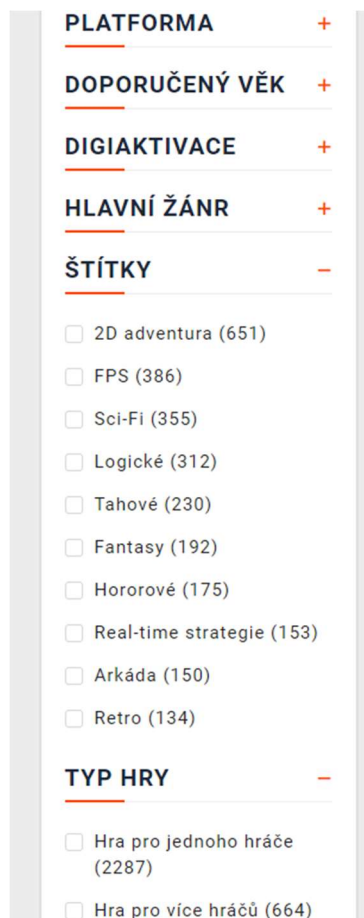 PLATFORMA +
DOPORUČENÝ VĚK +
DIGIAKTIVACE +
HLAVNÍ ŽÁNR +
ŠTÍTKY −
2D adventura (651)
FPS (386)
Sci-Fi (355)
Logické (312)
Tahové (230)
Fantasy (192)
Hororové (175)
Real-time strategie (153)
Arkáda (150)
Retro (134)
TYP HRY −
Hra pro jednoho hráče
(2287)
Hra pro více hráčů (664)